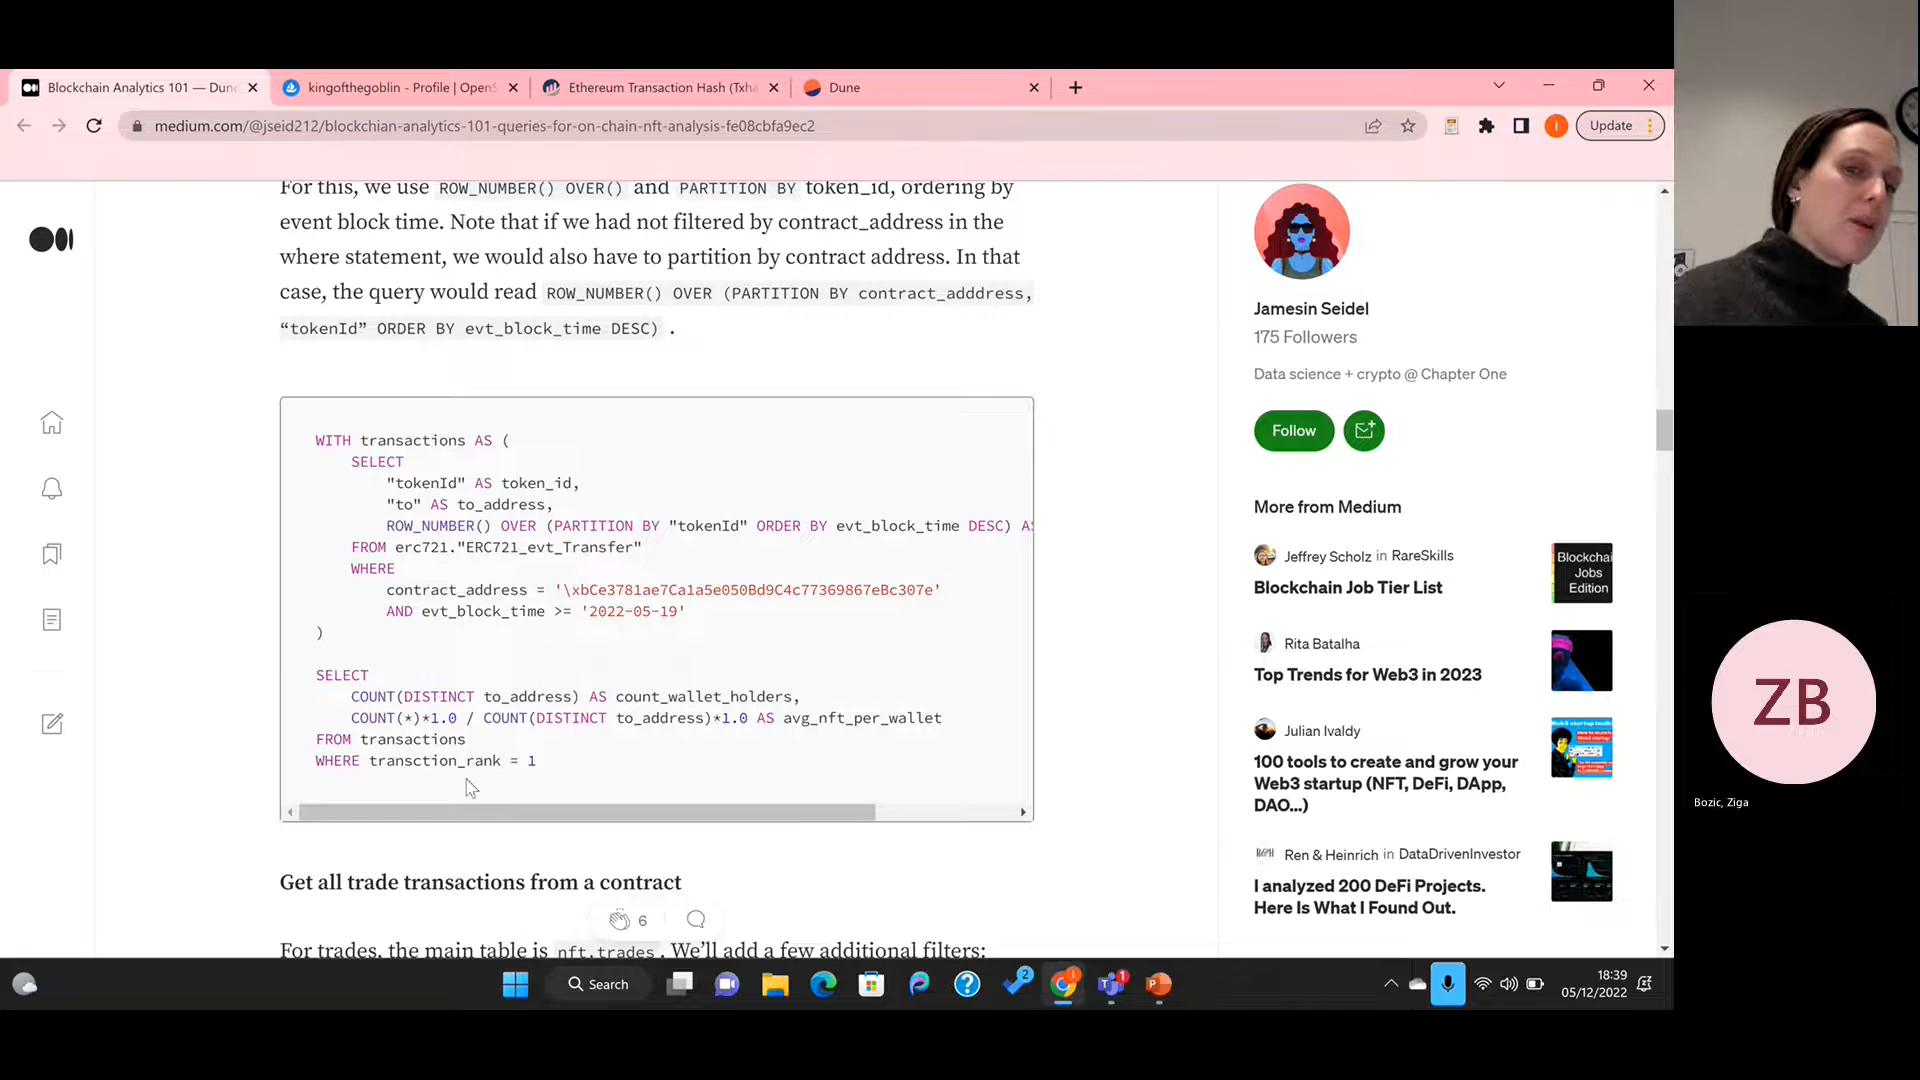 Blockchain Analytics 101 — Dun
kingofthegoblin - Profile | OpenS
Ethereum Transaction Hash (Txha
Dune
medium.com/@jseid212/blockchian-analytics-101-queries-for-on-chain-nft-analysis-fe08cbfa9ec2
I
Update
For this, we use ROW_NUMBER() OVER() and PARTITION BY token_id, ordering by
event block time. Note that if we had not filtered by contract_address in the
where statement, we would also have to partition by contract address. In that
case, the query would read ROW_NUMBER() OVER (PARTITION BY contract_adddress,
“tokenId” ORDER BY evt_block_time DESC) .
WITH transactions AS (
SELECT
"tokenId" AS token_id,
"to" AS to_address,
ROW_NUMBER() OVER (PARTITION BY "tokenId" ORDER BY evt_block_time DESC) AS
FROM erc721."ERC721_evt_Transfer"
WHERE
contract_address = '\xbCe3781ae7Ca1a5e050Bd9C4c77369867eBc307e'
AND evt_block_time >= '2022-05-19'
)
SELECT
COUNT(DISTINCT to_address) AS count_wallet_holders,
COUNT(*)*1.0 / COUNT(DISTINCT to_address)*1.0 AS avg_nft_per_wallet
FROM transactions
WHERE transction_rank = 1
Get all trade transactions from a contract
6
For trades, the main table is nft.trades. We’ll add a few additional filters:
Jamesin Seidel
175 Followers
Data science + crypto @ Chapter One
Follow
More from Medium
Jeffrey Scholz in RareSkills
Blockchain Job Tier List
Blockchai
Jobs
Edition
Rita Batalha
Top Trends for Web3 in 2023
Julian Ivaldy
100 tools to create and grow your
Web3 startup (NFT, DeFi, DApp,
DAO...)
Ren & Heinrich in DataDrivenInvestor
I analyzed 200 DeFi Projects.
Here Is What I Found Out.
ZB
Bozic, Ziga
Search
2
1
18:39
05/12/2022